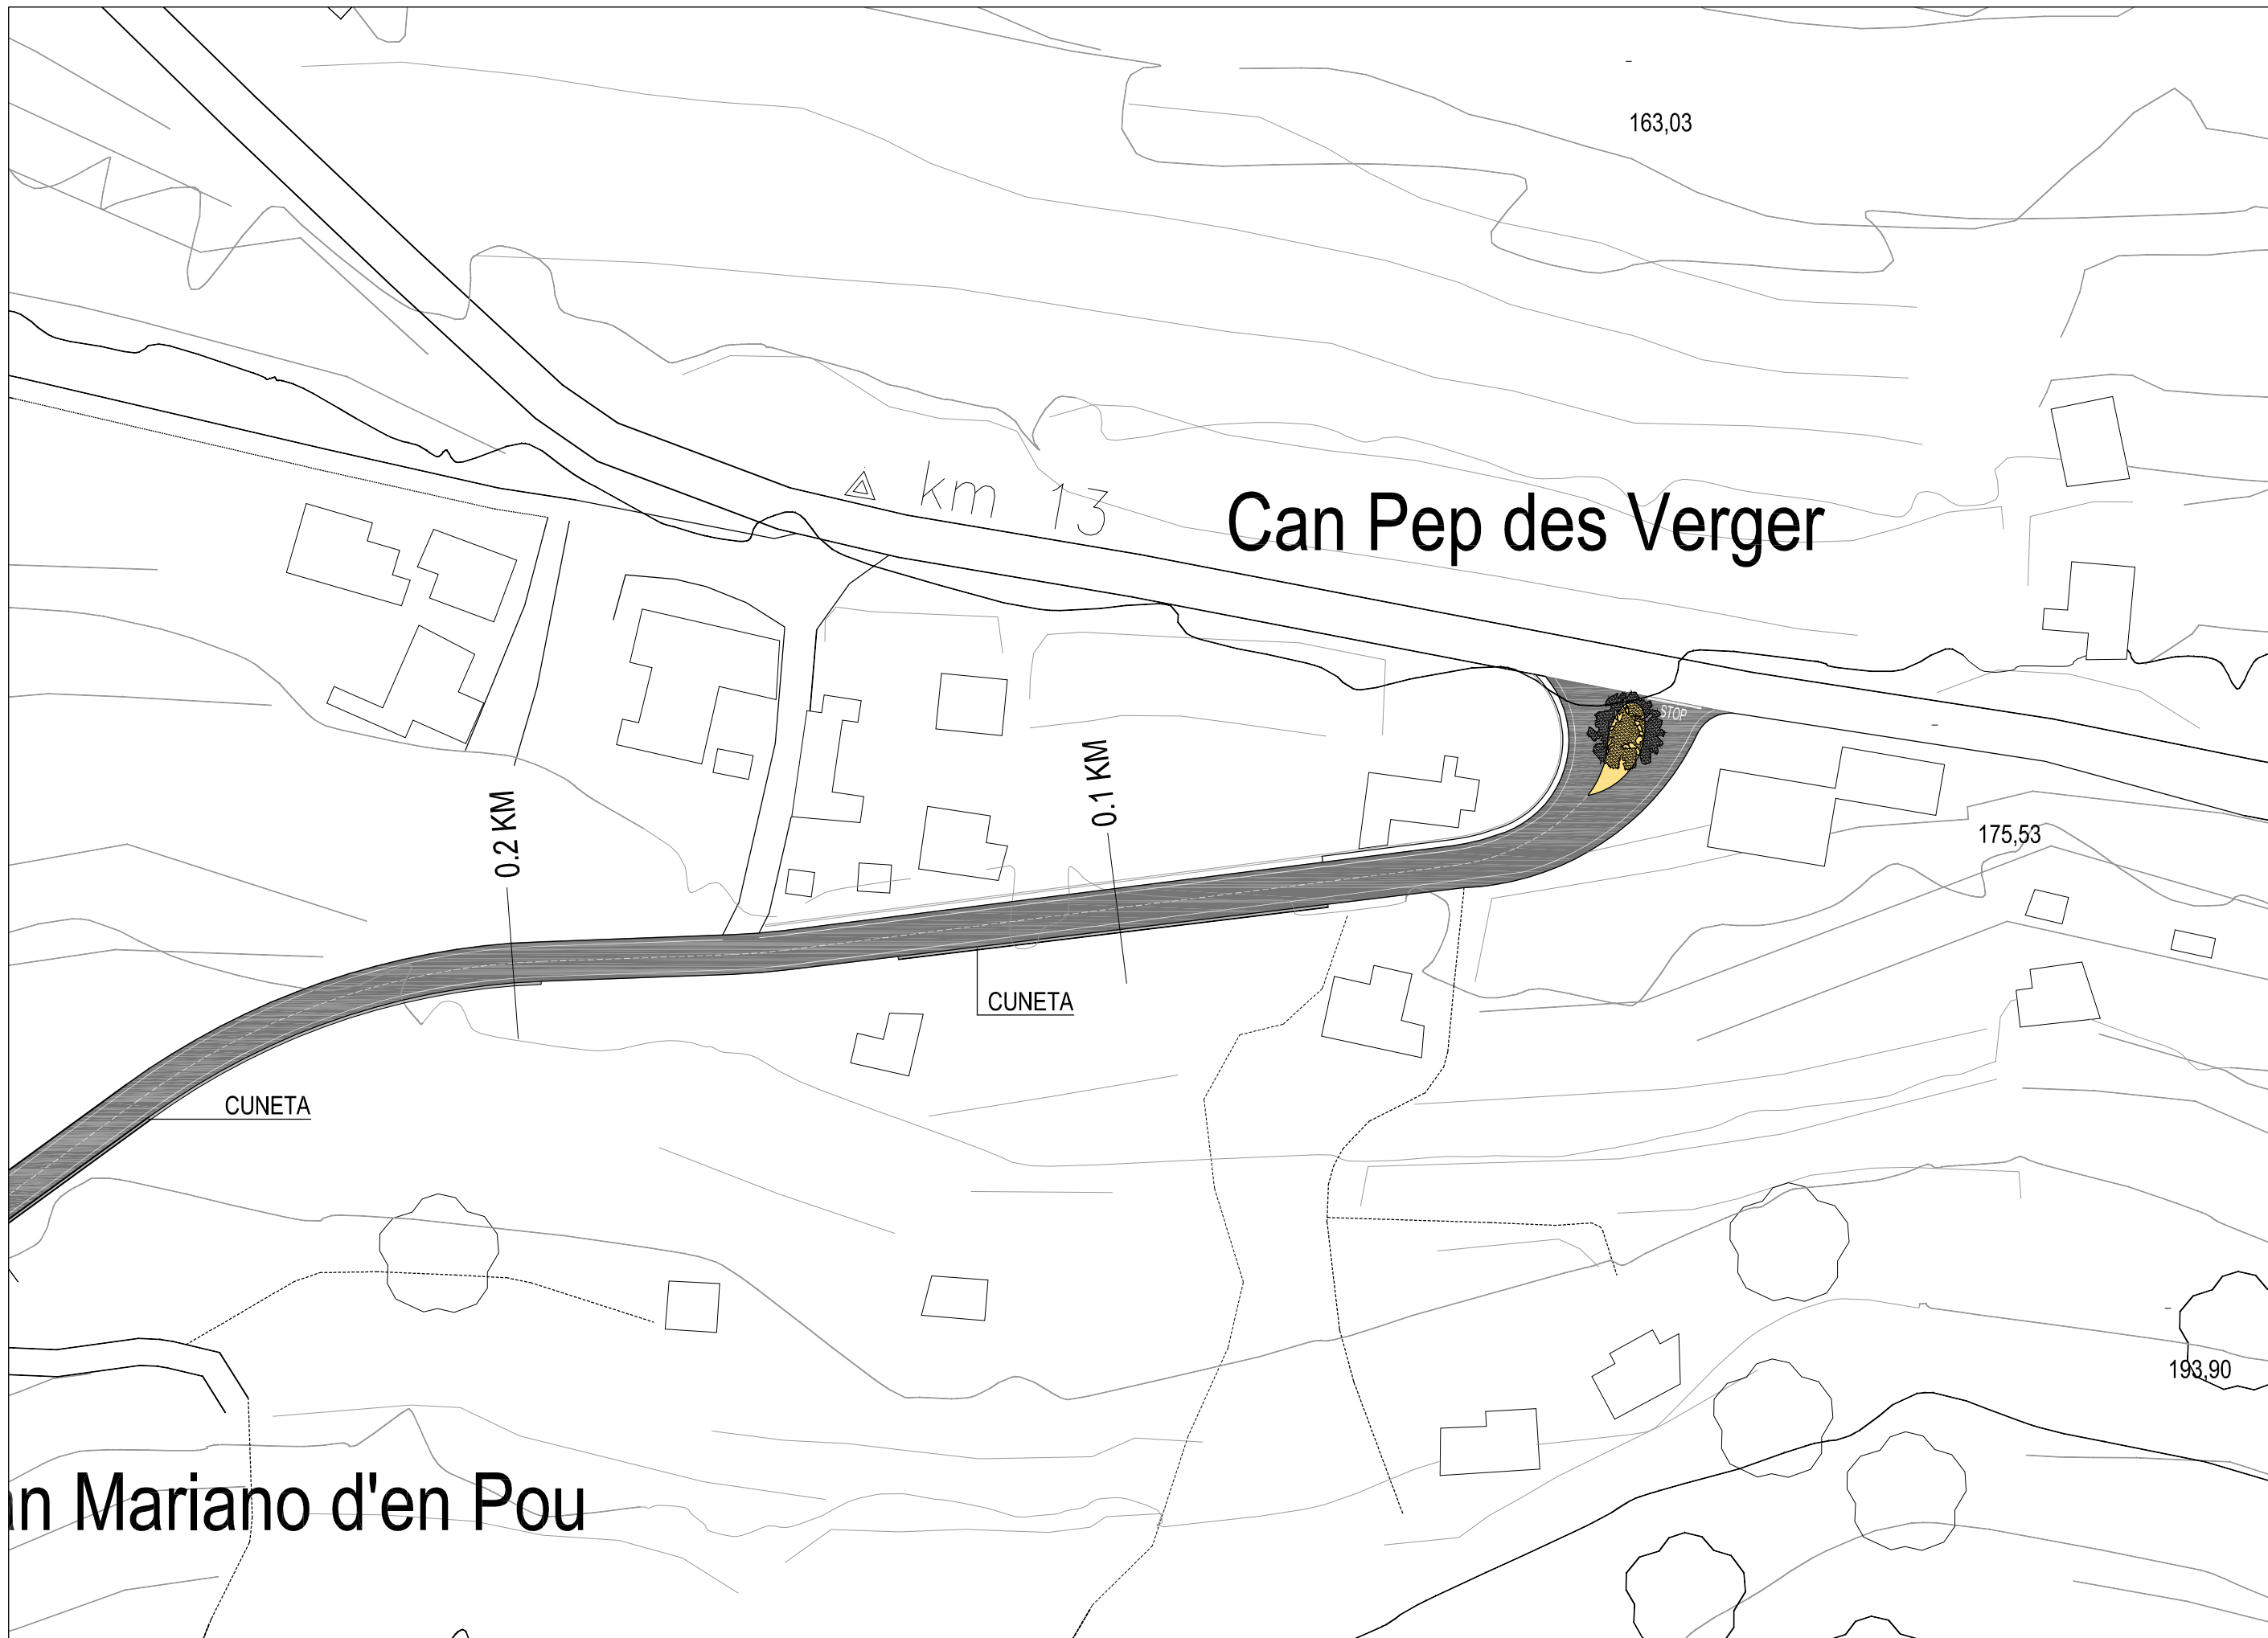 163,03
km 13
Can Pep des Verger
STOP
0.1 KM
0.2 KM
175,53
CUNETA
CUNETA
193,90
n Mariano d'en Pou